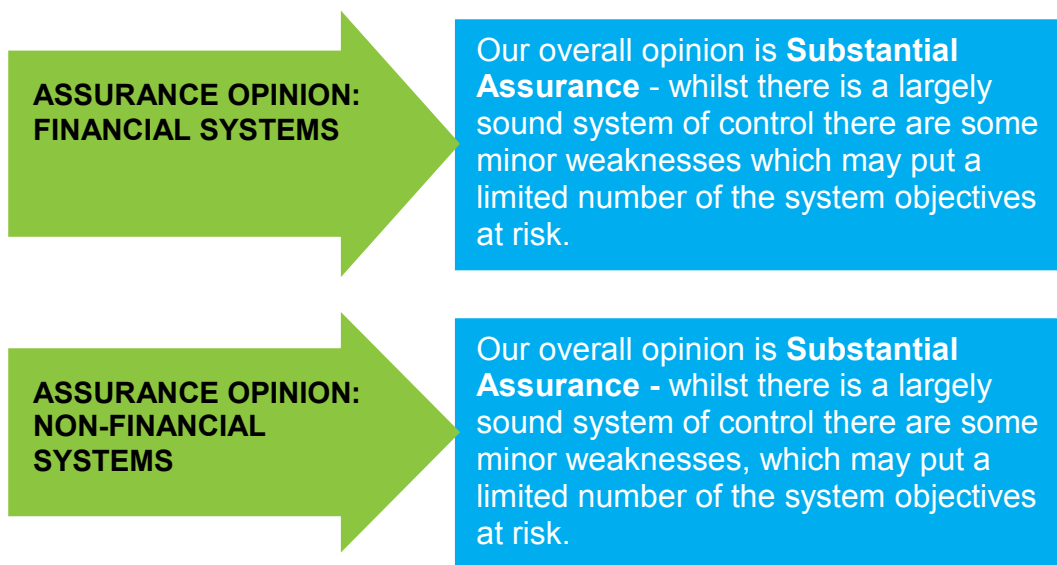 ASSURANCE OPINION:
FINANCIAL SYSTEMS
Our overall opinion is Substantial
Assurance - whilst there is a largely
sound system of control there are some
minor weaknesses which may put a
limited number of the system objectives
at risk.
ASSURANCE OPINION:
NON-FINANCIAL
SYSTEMS
Our overall opinion is Substantial
Assurance - whilst there is a largely
sound system of control there are some
minor weaknesses, which may put a
limited number of the system objectives
at risk.